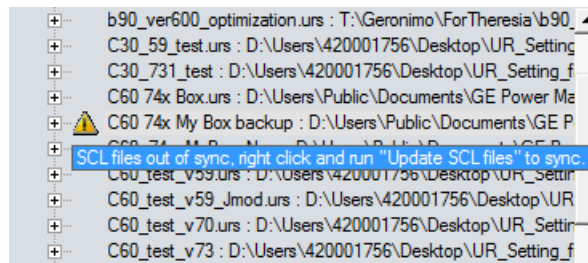 b90_ver600_optimization.urs : T:\Geronimo\ForTheresia\b90_
C30_59_test.urs : D:\Users\420001756\Desktop\UR_Setting
C30_731_test : D:\Users\420001756\Desktop\UR_Setting_f
C60 74x Box.urs : D:\Users\Public\Documents\GE Power Ma
C60 74x My Box backup : D:\Users\Public\Documents\GE P
SCL files out of sync, right click and run "Update SCL files" to sync.
C60_test_v59.urs : D:\Users\420001756\Desktop\UR_Settin
C60_test_v59_Jmod.urs : D:\Users\420001756\Desktop\UR
C60_test_v70.urs : D:\Users\420001756\Desktop\UR_Settin
C60_test_v73 : D:\Users\420001756\Desktop\UR_Setting_f